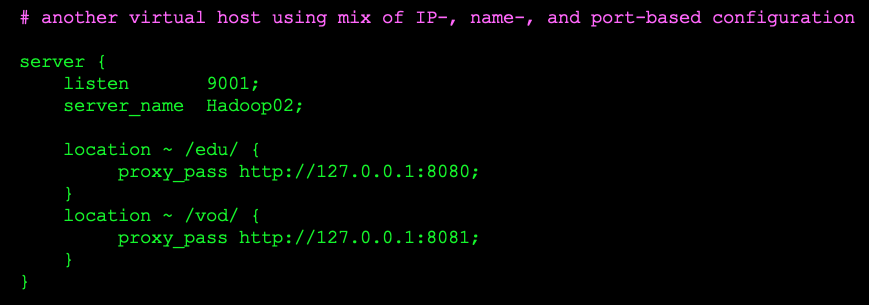 # another virtual host using mix of IP-, name-, and port-based configuration
server {
    listen       9001;
    server_name  Hadoop02;
    location ~ /edu/ {
         proxy_pass http://127.0.0.1:8080;
    }
    location ~ /vod/ {
         proxy_pass http://127.0.0.1:8081;
    }
}